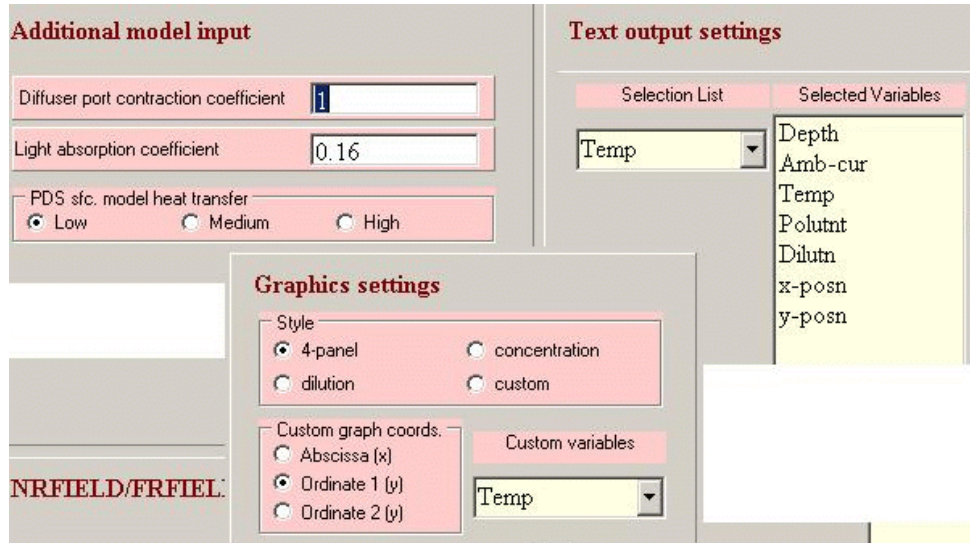 Additional model input
Diffuser port contraction coefficient 1
Light absorption coefficient 0.16
PDS sfc. model heat transfer
Low Medium High
Text output settings
Selection List Selected Variables
Temp
Depth
Amb-cur
Temp
Polutnt
Dilutn
x-posn
y-posn
Graphics settings
Style
4-panel concentration
dilution custom
Custom graph coords.
Abscissa (x)
Ordinate 1 (y)
Ordinate 2 (y)
Custom variables
Temp
NRFIELD/FRFIEL